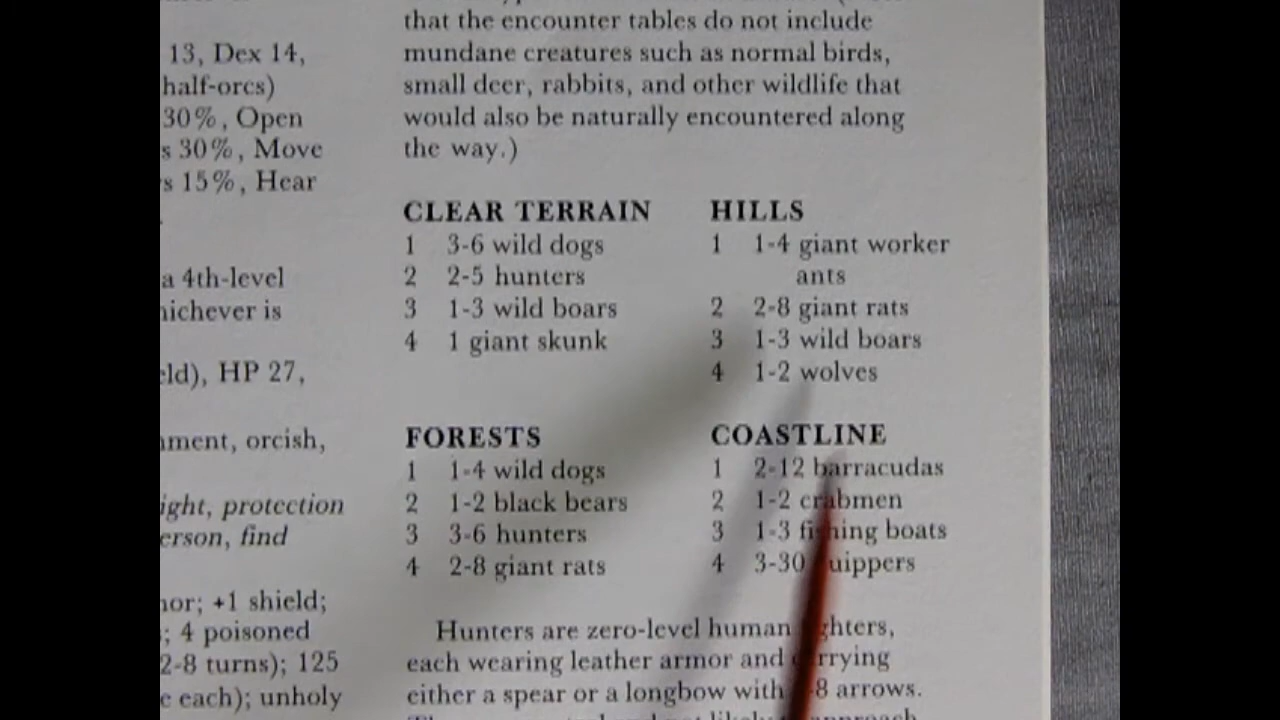 13, Dex 14,
half-orcs)
30%, Open
s 30%, Move
s 15%, Hear
a 4th-level
hichever is
eld), HP 27,
nment, orcish,
ight, protection
erson, find
nor; +1 shield;
; 4 poisoned
2-8 turns); 125
e each); unholy
that the encounter tables do not include
mundane creatures such as normal birds,
small deer, rabbits, and other wildlife that
would also be naturally encountered along
the way.)
CLEAR TERRAIN
1 3-6 wild dogs
2 2-5 hunters
3 1-3 wild boars
4 1 giant skunk
HILLS
1 1-4 giant worker
ants
2 2-8 giant rats
3 1-3 wild boars
4 1-2 wolves
FORESTS
1 1-4 wild dogs
2 1-2 black bears
3 3-6 hunters
4 2-8 giant rats
COASTLINE
1 2-12 barracudas
2 1-2 crabmen
3 1-3 fishing boats
4 3-30 quippers
Hunters are zero-level human fighters,
each wearing leather armor and carrying
either a spear or a longbow with -8 arrows.